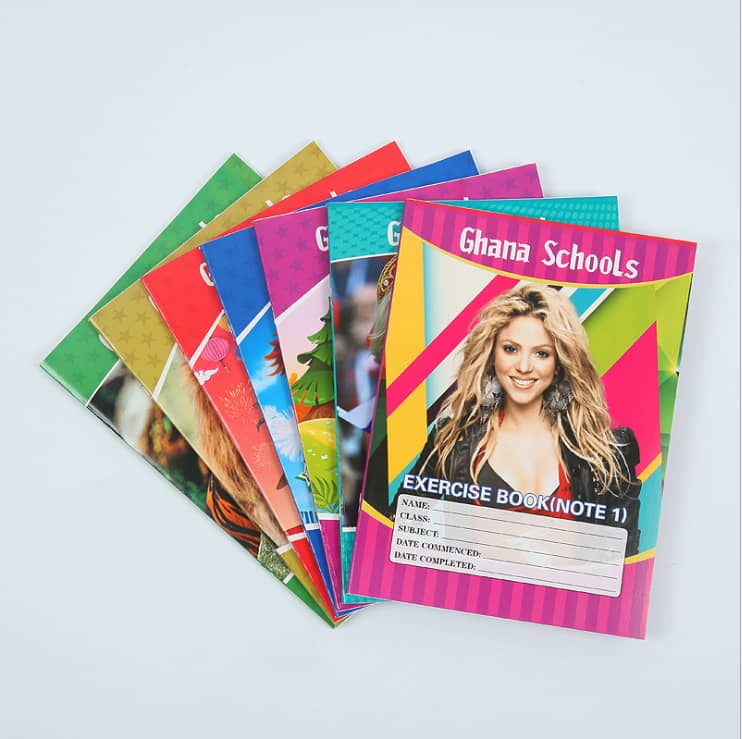 Ghana Schools
EXERCISE BOOK(NOTE 1)
NAME:
CLASS:
SUBJECT:
DATE COMMENCED:
DATE COMPLETED: